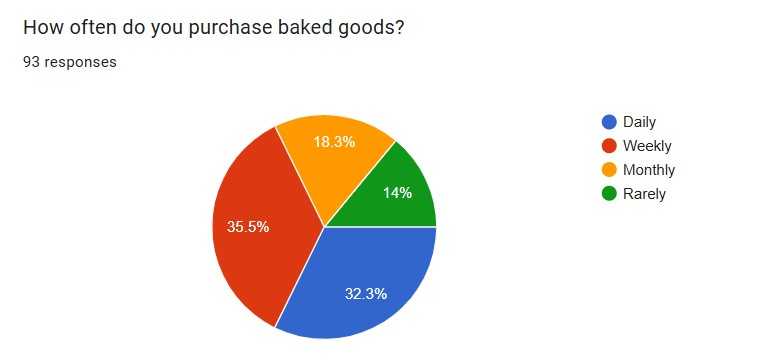 How often do you purchase baked goods?
93 responses
18.3%
14%
35.5%
32.3%
Daily
Weekly
Monthly
Rarely